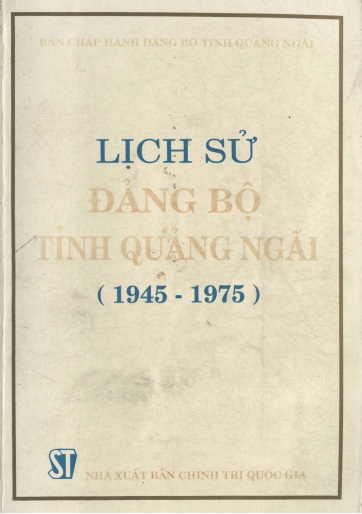 BAN CHẤP HÀNH ĐẢNG BỘ TỈNH QUẢNG NGÃI
LỊCH SỬ
ĐẢNG BỘ
TỈNH QUẢNG NGÃI
( 1945 - 1975 )
ST
NHÀ XUẤT BẢN CHÍNH TRỊ QUỐC GIA